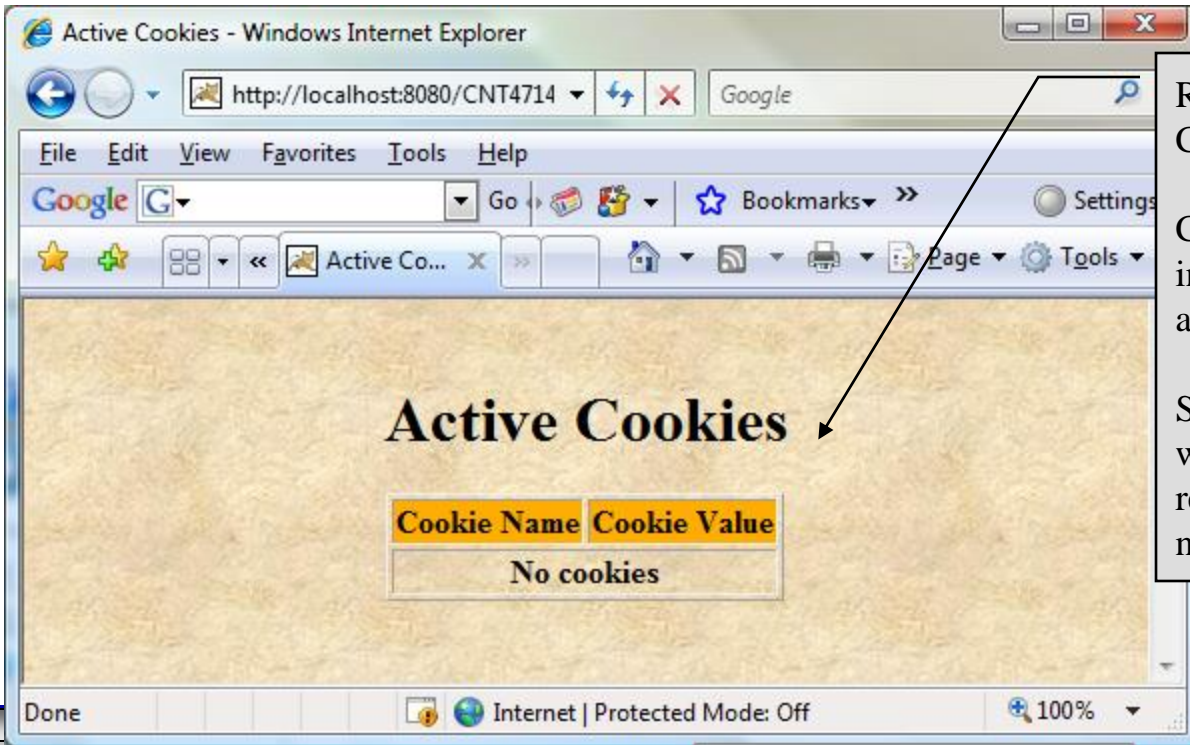 Active Cookies - Windows Internet Explorer
http://localhost:8080/CNT4714
Google
File Edit View Favorites Tools Help
Google G Go Bookmarks Settings
Active Co... Page Tools
Active Cookies
Cookie Name Cookie Value
No cookies
Done Internet | Protected Mode: Off 100%